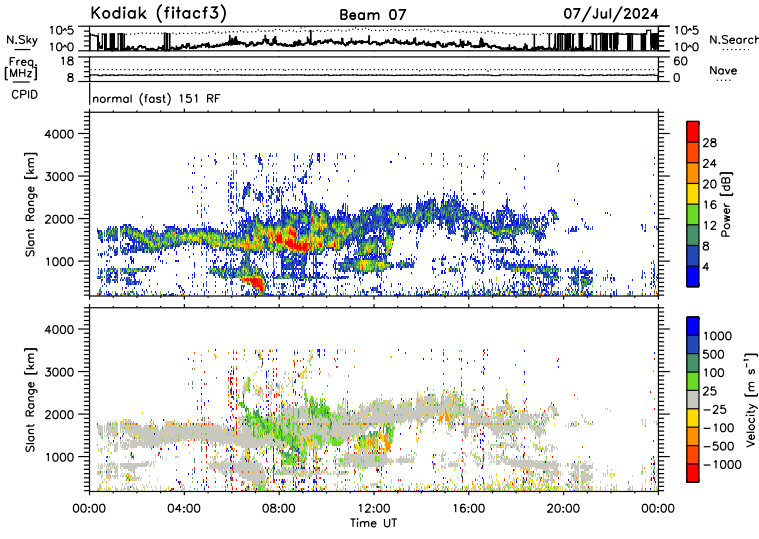 Kodiak (fitacf3) Beam 07 07/Jul/2024
N.Sky 10^5 10^0 10^5 10^0 N.Search
Freq. [MHz] 18 8 60 0 Nave
CPID normal (fast) 151 RF
Slant Range [km] 4000 3000 2000 1000
Power [dB] 28 24 20 16 12 8 4
Slant Range [km] 4000 3000 2000 1000
Velocity [m s⁻¹] 1000 500 100 25 −25 −100 −500 −1000
00:00 04:00 08:00 12:00 16:00 20:00 00:00
Time UT